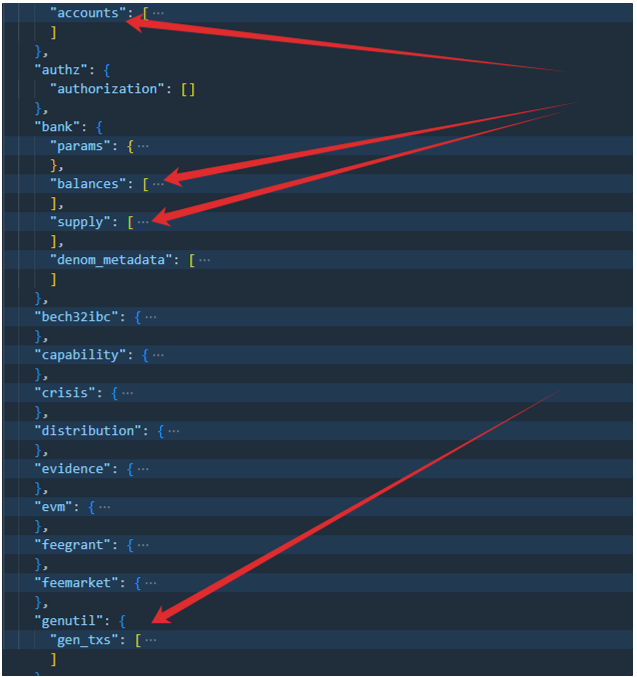 "accounts": [ ···
]
},
"authz": {
"authorization": []
},
"bank": {
"params": { ···
},
"balances": [ ···
],
"supply": [ ···
],
"denom_metadata": [ ···
]
},
"bech32ibc": { ···
},
"capability": { ···
},
"crisis": { ···
},
"distribution": { ···
},
"evidence": { ···
},
"evm": { ···
},
"feegrant": { ···
},
"feemarket": { ···
},
"genutil": {
"gen_txs": [ ···
]